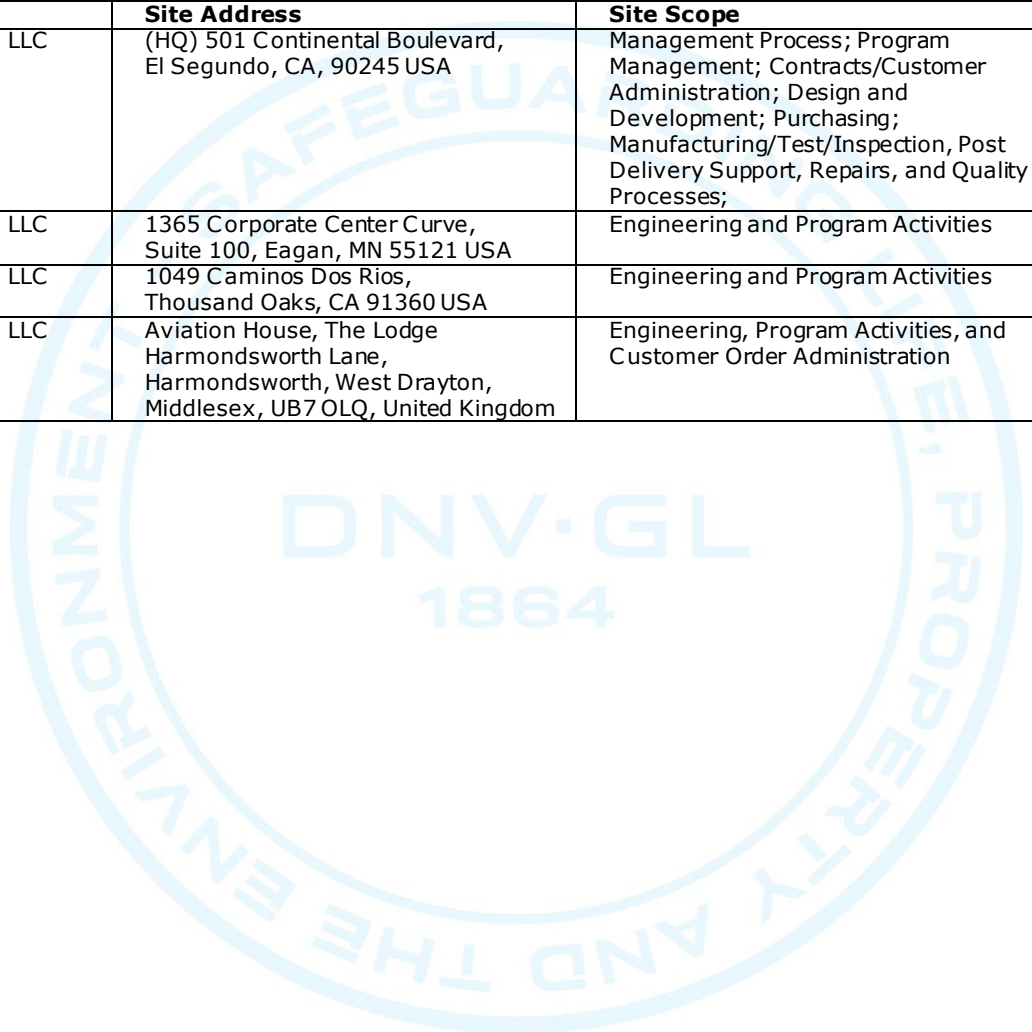 Site Address Site Scope
LLC (HQ) 501 Continental Boulevard, Management Process; Program
El Segundo, CA, 90245 USA Management; Contracts/Customer
Administration; Design and
Development; Purchasing;
Manufacturing/Test/Inspection, Post
Delivery Support, Repairs, and Quality
Processes;
LLC 1365 Corporate Center Curve, Engineering and Program Activities
Suite 100, Eagan, MN 55121 USA
LLC 1049 Caminos Dos Rios, Engineering and Program Activities
Thousand Oaks, CA 91360 USA
LLC Aviation House, The Lodge Engineering, Program Activities, and
Harmondsworth Lane, Customer Order Administration
Harmondsworth, West Drayton,
Middlesex, UB7 OLQ, United Kingdom
SAFEGUARDING LIFE, PROPERTY AND THE ENVIRONMENT
DNV·GL
1864